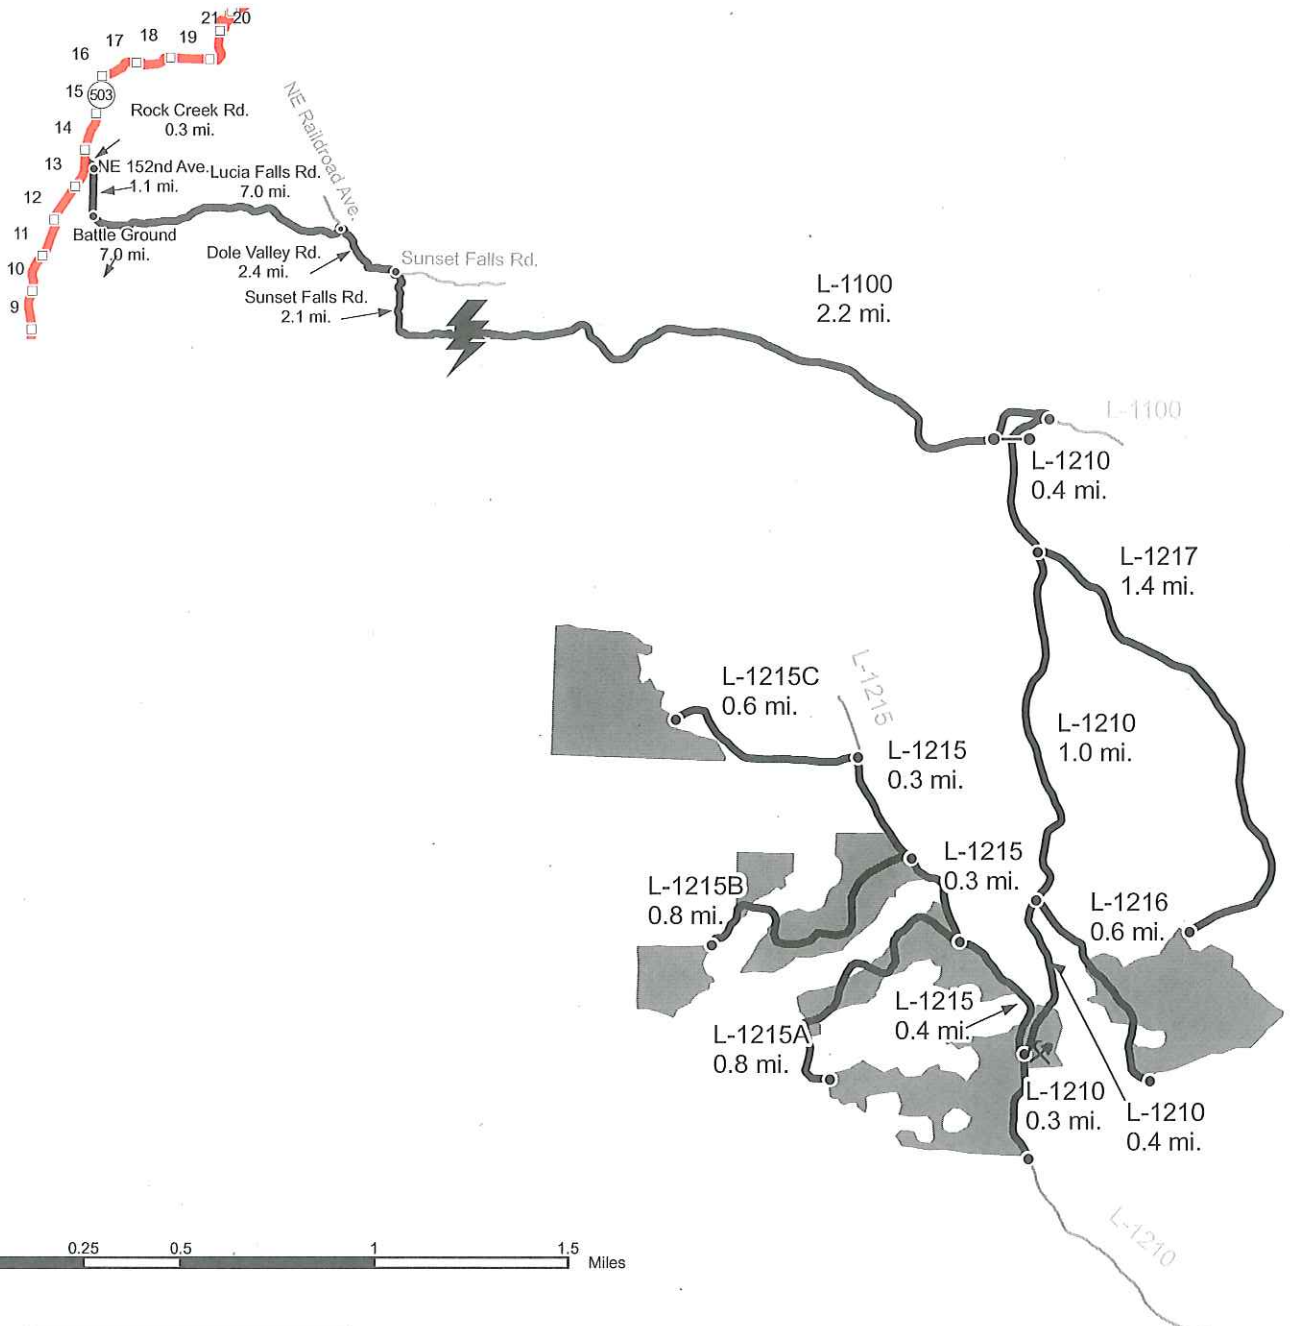 21 20
19
18
17
16
15
503
Rock Creek Rd.
0.3 mi.
14
13
NE 152nd Ave.
1.1 mi.
Lucia Falls Rd.
7.0 mi.
NE Raildroad Ave.
12
11
Battle Ground
7.0 mi.
10
9
Dole Valley Rd.
2.4 mi.
Sunset Falls Rd.
Sunset Falls Rd.
2.1 mi.
L-1100
2.2 mi.
L-1100
L-1210
0.4 mi.
L-1217
1.4 mi.
L-1215C
0.6 mi.
L-1215
L-1215
0.3 mi.
L-1210
1.0 mi.
L-1215
0.3 mi.
L-1215B
0.8 mi.
L-1216
0.6 mi.
L-1215
0.4 mi.
L-1215A
0.8 mi.
L-1210
0.3 mi.
L-1210
0.4 mi.
L-1210
0.25 0.5 1 1.5 Miles